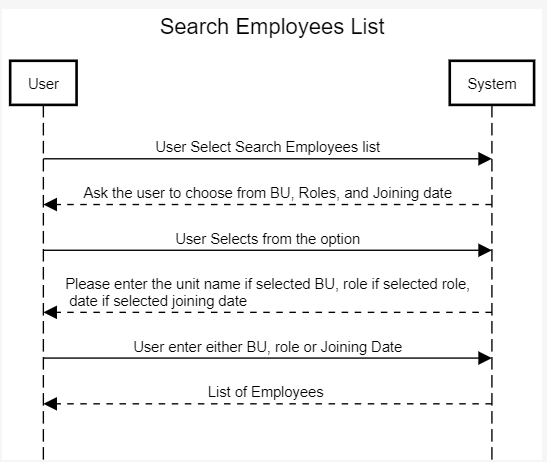 Search Employees List
User
System
User Select Search Employees list
Ask the user to choose from BU, Roles, and Joining date
User Selects from the option
Please enter the unit name if selected BU, role if selected role,
date if selected joining date
User enter either BU, role or Joining Date
List of Employees